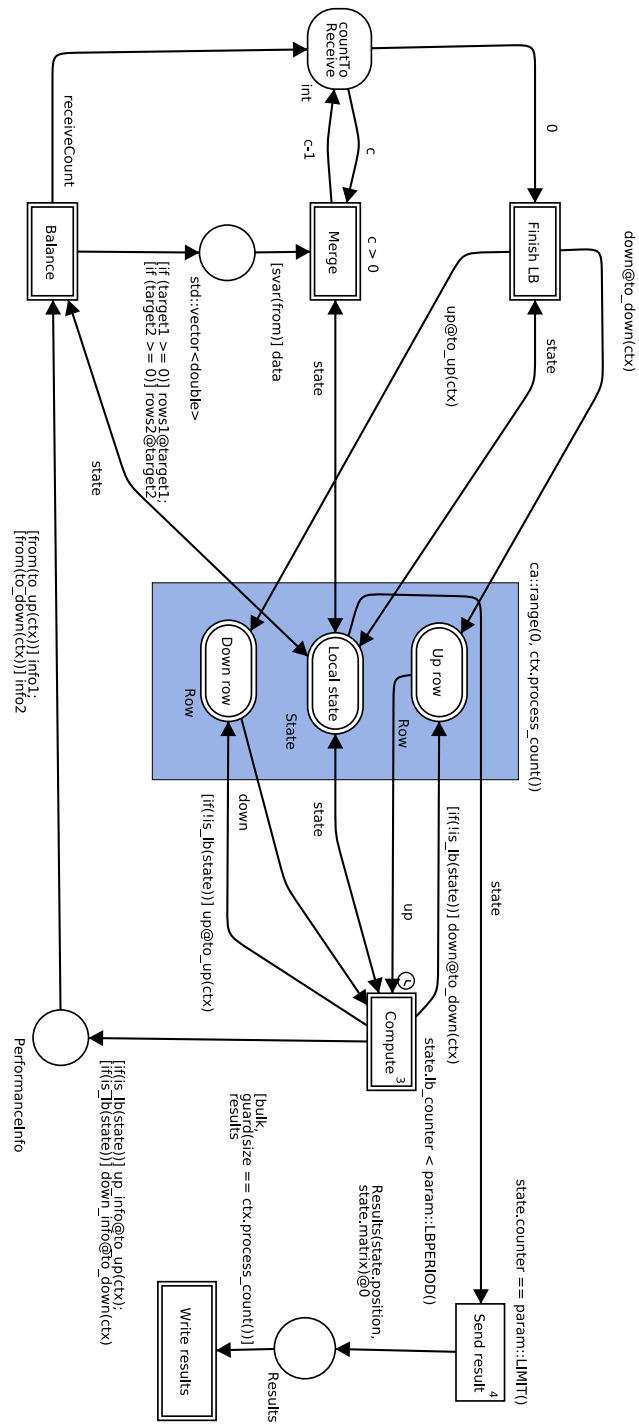 down@to_down(ctx)
0
Finish LB
state
up@to_up(ctx)
countTo
Receive
int
c
c-1
c > 0
Merge
state
[svar(from)] data
std::vector<double>
[if (target1 >= 0)] rows1@target1;
[if (target2 >= 0)] rows2@target2
receiveCount
Balance
state
[from(to_up(ctx))] info1;
[from(to_down(ctx))] info2
ca::range(0, ctx.process_count())
Up row
Row
Local state
State
Down row
Row
state
[if(!is_lb(state))] down@to_down(ctx)
up
state
down
[if(!is_lb(state))] up@to_up(ctx)
state.lb_counter < param::LBPERIOD()
Compute
3
PerformanceInfo
[if(is_lb(state))] up_info@to_up(ctx);
[if(is_lb(state))] down_info@to_down(ctx)
state.counter == param::LIMIT()
Send result
4
Results(state.position,
state.matrix)@0
Results
[bulk,
guard(size == ctx.process_count())]
results
Write results